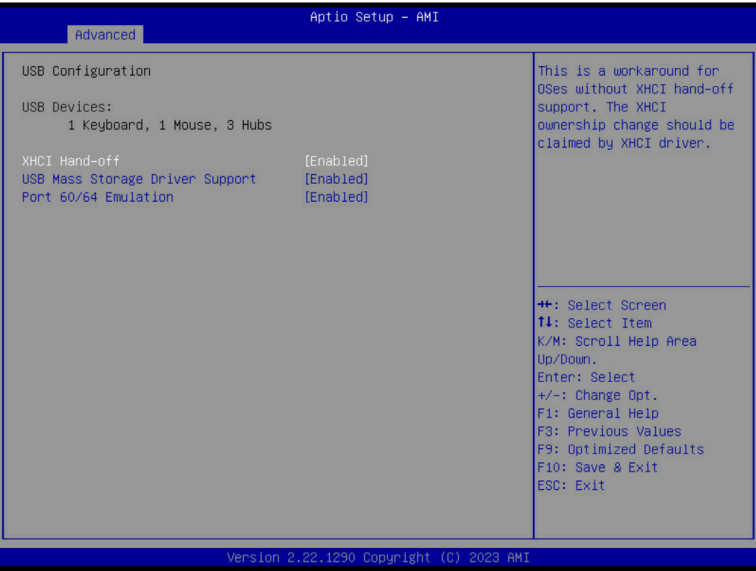 Aptio Setup – AMI
Advanced
USB Configuration
USB Devices:
1 Keyboard, 1 Mouse, 3 Hubs
XHCI Hand-off [Enabled]
USB Mass Storage Driver Support [Enabled]
Port 60/64 Emulation [Enabled]
This is a workaround for
OSes without XHCI hand-off
support. The XHCI
ownership change should be
claimed by XHCI driver.
→←: Select Screen
↑↓: Select Item
K/M: Scroll Help Area
Up/Down.
Enter: Select
+/-: Change Opt.
F1: General Help
F3: Previous Values
F9: Optimized Defaults
F10: Save & Exit
ESC: Exit
Version 2.22.1290 Copyright (C) 2023 AMI